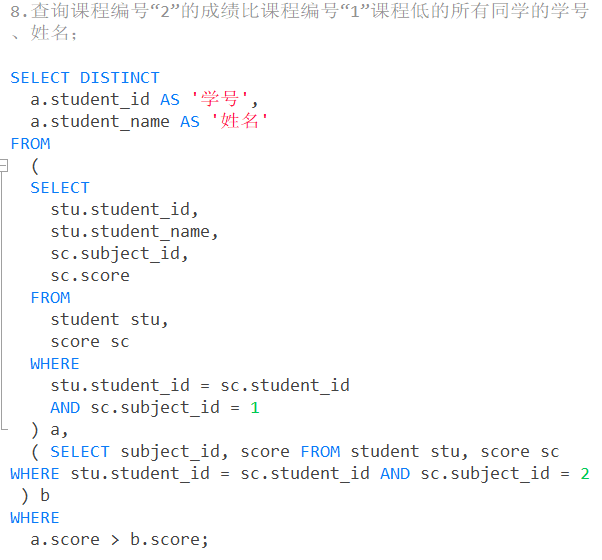 8.查询课程编号“2”的成绩比课程编号“1”课程低的所有同学的学号
、姓名;
SELECT DISTINCT
a.student_id AS '学号',
a.student_name AS '姓名'
FROM
(
SELECT
stu.student_id,
stu.student_name,
sc.subject_id,
sc.score
FROM
student stu,
score sc
WHERE
stu.student_id = sc.student_id
AND sc.subject_id = 1
) a,
( SELECT subject_id, score FROM student stu, score sc
WHERE stu.student_id = sc.student_id AND sc.subject_id = 2
) b
WHERE
a.score > b.score;